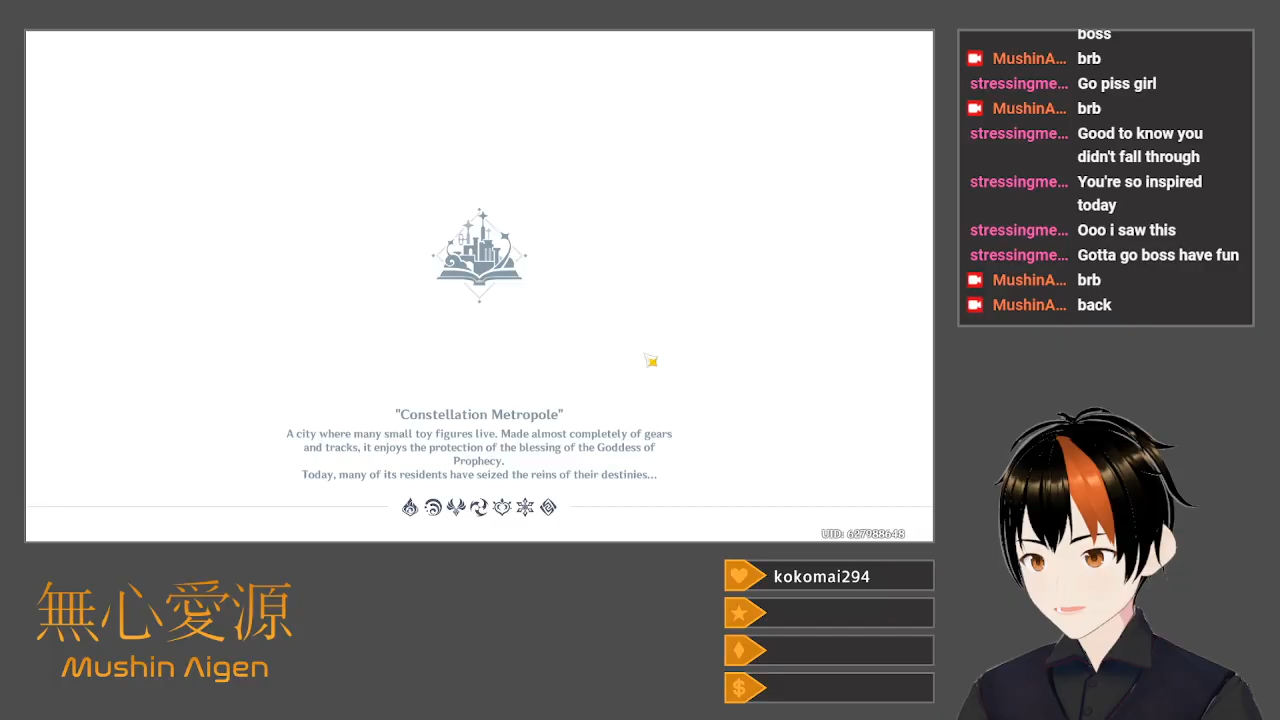 "Constellation Metropole"
A city where many small toy figures live. Made almost completely of gears
and tracks, it enjoys the protection of the blessing of the Goddess of
Prophecy.
Today, many of its residents have seized the reins of their destinies...
UID: 627988648
boss
MushinA... brb
stressingme... Go piss girl
MushinA... brb
stressingme... Good to know you
didn't fall through
stressingme... You're so inspired
today
stressingme... Ooo i saw this
stressingme... Gotta go boss have fun
MushinA... brb
MushinA... back
無心愛源
Mushin Aigen
kokomai294